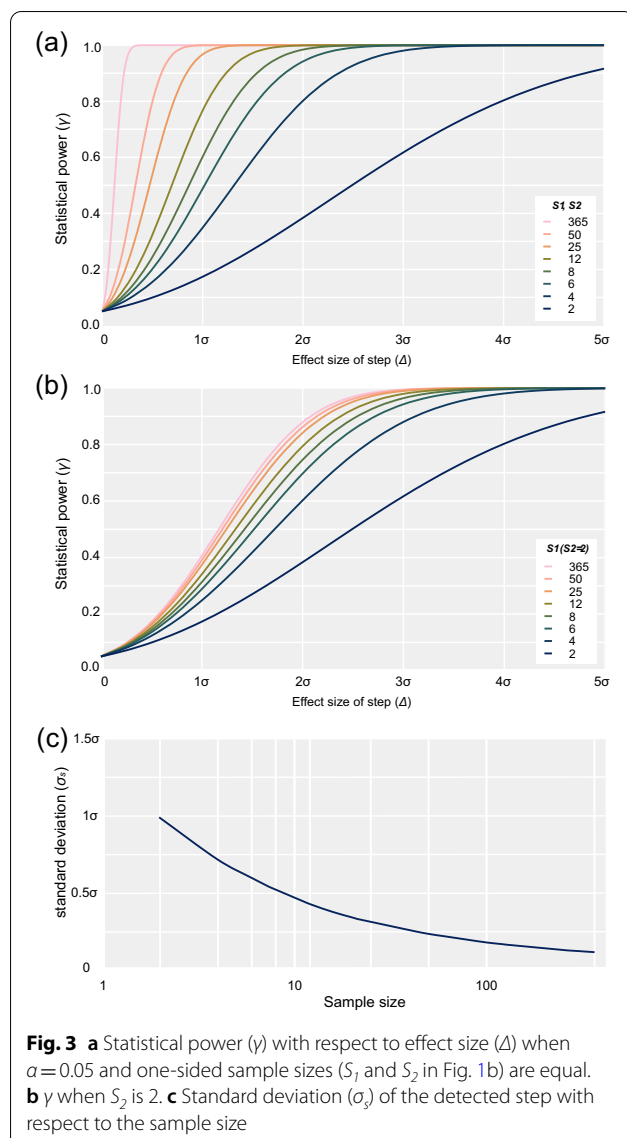 (a)
1.0
0.8
0.6
0.4
0.2
0.0
Statistical power (γ)
S1, S2
365
50
25
12
8
6
4
2
0 1σ 2σ 3σ 4σ 5σ
Effect size of step (Δ)
(b)
1.0
0.8
0.6
0.4
0.2
0.0
Statistical power (γ)
S1(S2=2)
365
50
25
12
8
6
4
2
0 1σ 2σ 3σ 4σ 5σ
Effect size of step (Δ)
(c)
1.5σ
1σ
0.5σ
0
standard deviation (σs)
1 10 100
Sample size
Fig. 3 a Statistical power (γ) with respect to effect size (Δ) when
α = 0.05 and one-sided sample sizes (S1 and S2 in Fig. 1b) are equal.
b γ when S2 is 2. c Standard deviation (σs) of the detected step with
respect to the sample size